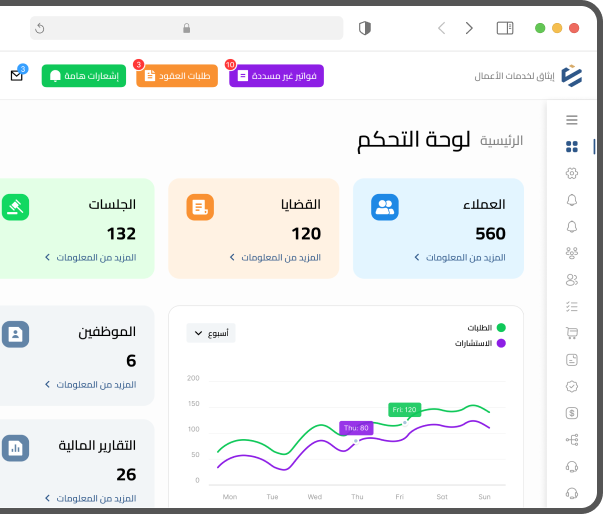 إيثاق لخدمات الأعمال
فواتير غير مسددة
10
طلبات العقود
3
إشعارات هامة
3
الرئيسية لوحة التحكم
العملاء
560
المزيد من المعلومات
القضايا
120
المزيد من المعلومات
الجلسات
132
المزيد من المعلومات
الطلبات
الاستشارات
أسبوع
200
150
100
50
0
Fri: 120
Thu: 80
Mon Tue Wed Thu Fri Sat Sun
الموظفين
6
المزيد من المعلومات
التقارير المالية
26
المزيد من المعلومات